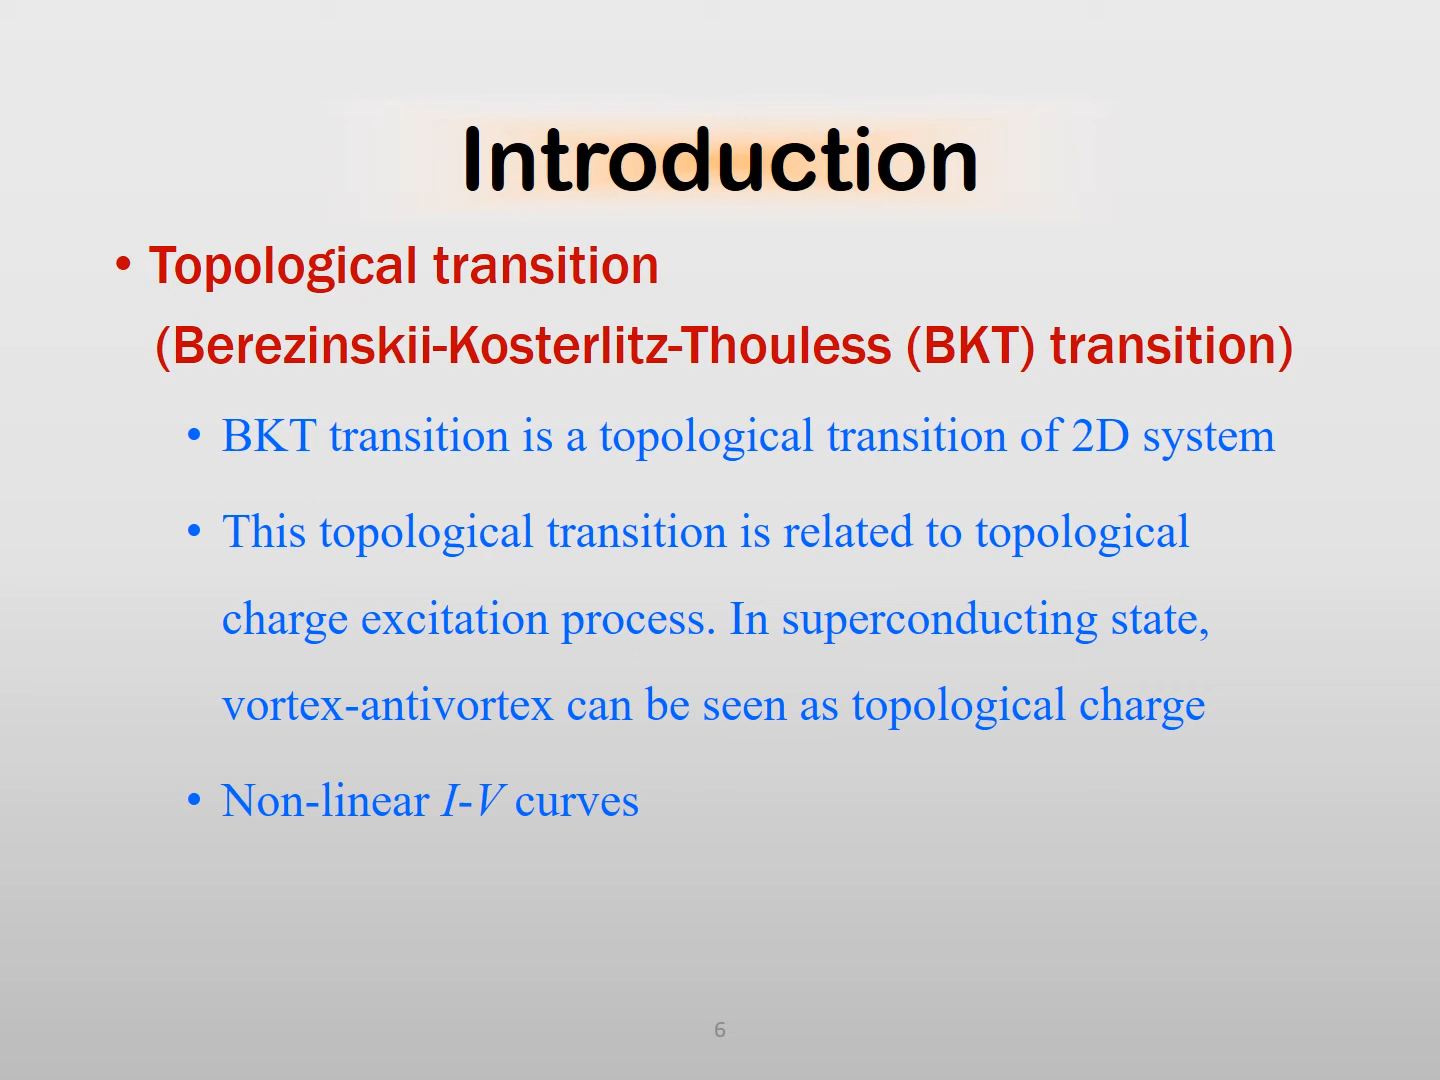 Introduction
• Topological transition
(Berezinskii-Kosterlitz-Thouless (BKT) transition)
• BKT transition is a topological transition of 2D system
• This topological transition is related to topological
charge excitation process. In superconducting state,
vortex-antivortex can be seen as topological charge
• Non-linear I-V curves
6